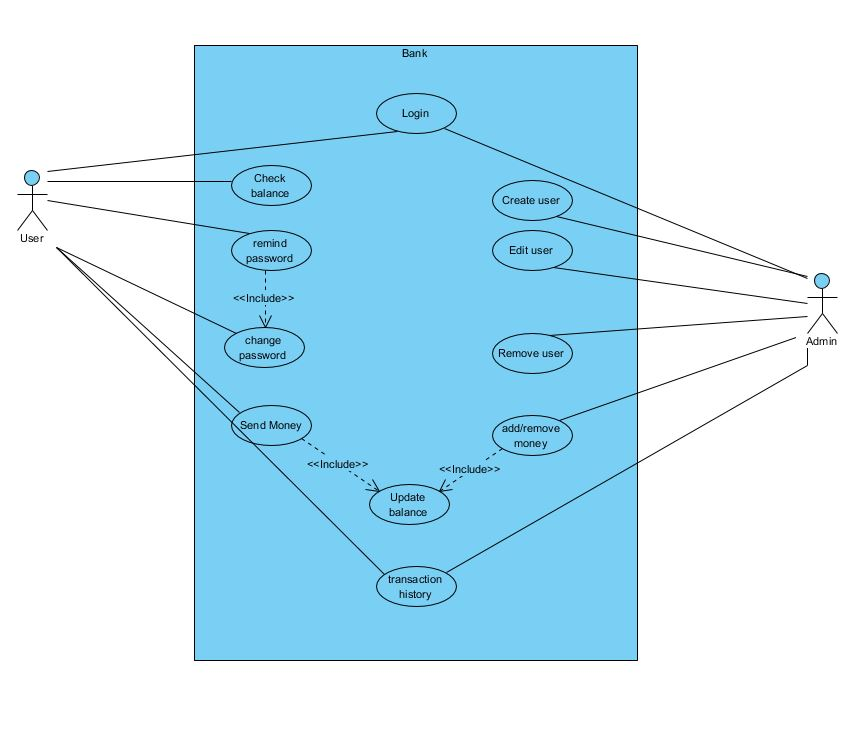 Bank
Login
Check
balance
Create user
User
remind
password
Edit user
<<Include>>
change
password
Admin
Remove user
Send Money
add/remove
money
<<Include>>
<<Include>>
Update
balance
transaction
history